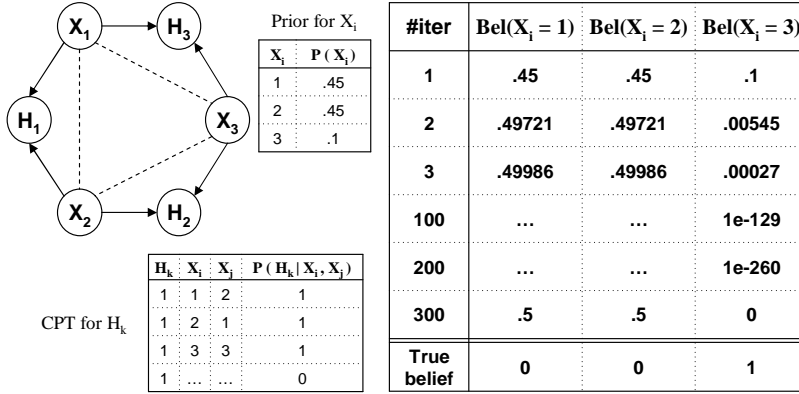 X1
H3
H1
X3
X2
H2
Prior for Xi
Xi P ( Xi )
1 .45
2 .45
3 .1
Hk Xi Xj P ( Hk | Xi , Xj )
1 1 2 1
1 2 1 1
1 3 3 1
1 ... ... 0
CPT for Hk
#iter Bel(Xi = 1) Bel(Xi = 2) Bel(Xi = 3)
1 .45 .45 .1
2 .49721 .49721 .00545
3 .49986 .49986 .00027
100 ... ... 1e-129
200 ... ... 1e-260
300 .5 .5 0
True belief 0 0 1